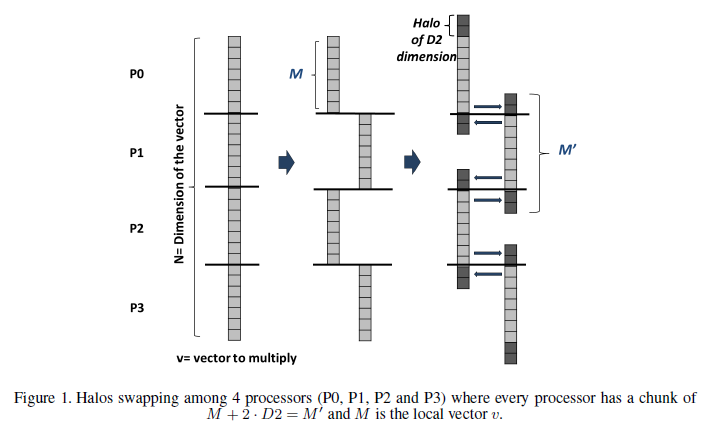 Halo
of D2
dimension
P0
M
P1
M'
N= Dimension of the vector
P2
P3
v= vector to multiply
Figure 1. Halos swapping among 4 processors (P0, P1, P2 and P3) where every processor has a chunk of
M + 2 · D2 = M′ and M is the local vector v.